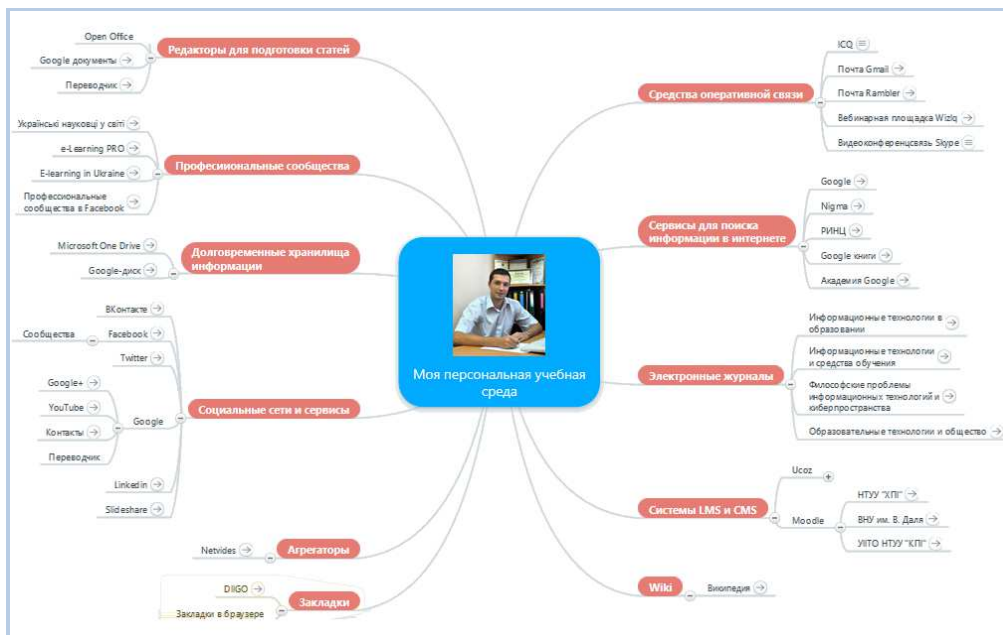 Моя персональная учебная
среда
Редакторы для подготовки статей
Open Office
Google документы
Переводчик
Професиональные сообщества
Українські науковці у світі
e-Learning PRO
E-learning in Ukraine
Профессиональные
сообщества в Facebook
Долговременные хранилища
информации
Microsoft One Drive
Google-диск
Социальные сети и сервисы
ВКонтакте
Facebook
Сообщества
Twitter
Google
Google+
YouTube
Контакты
Переводчик
Linkedin
Slideshare
Агрегаторы
Netvides
Закладки
DIIGO
Закладки в браузере
Средства оперативной связи
ICQ
Почта Gmail
Почта Rambler
Вебинарная площадка Wiziq
Видеоконференцсвязь Skype
Сервисы для поиска
информации в интернете
Google
Nigma
РИНЦ
Google книги
Академия Google
Электронные журналы
Информационные технологии в
образовании
Информационные технологии
и средства обучения
Философские проблемы
информационных технологий и
киберпространства
Образовательные технологии и общество
Системы LMS и CMS
Ucoz
Moodle
НТУУ "ХПІ"
ВНУ им. В. Даля
УІІТО НТУУ "КПІ"
Wiki
Википедия